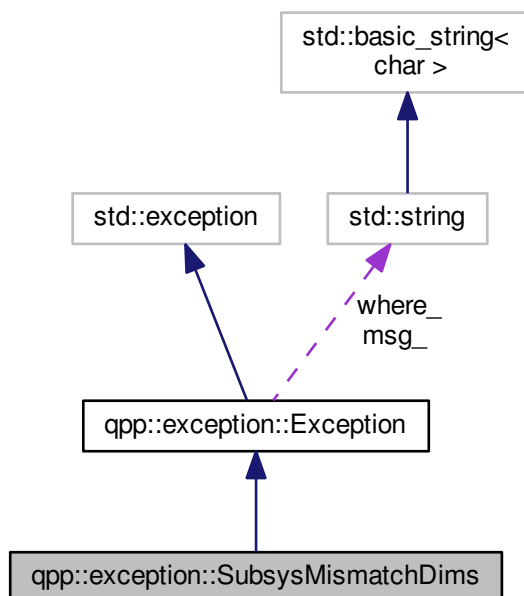 std::basic_string<
char >
std::exception
std::string
where_
msg_
qpp::exception::Exception
qpp::exception::SubsysMismatchDims